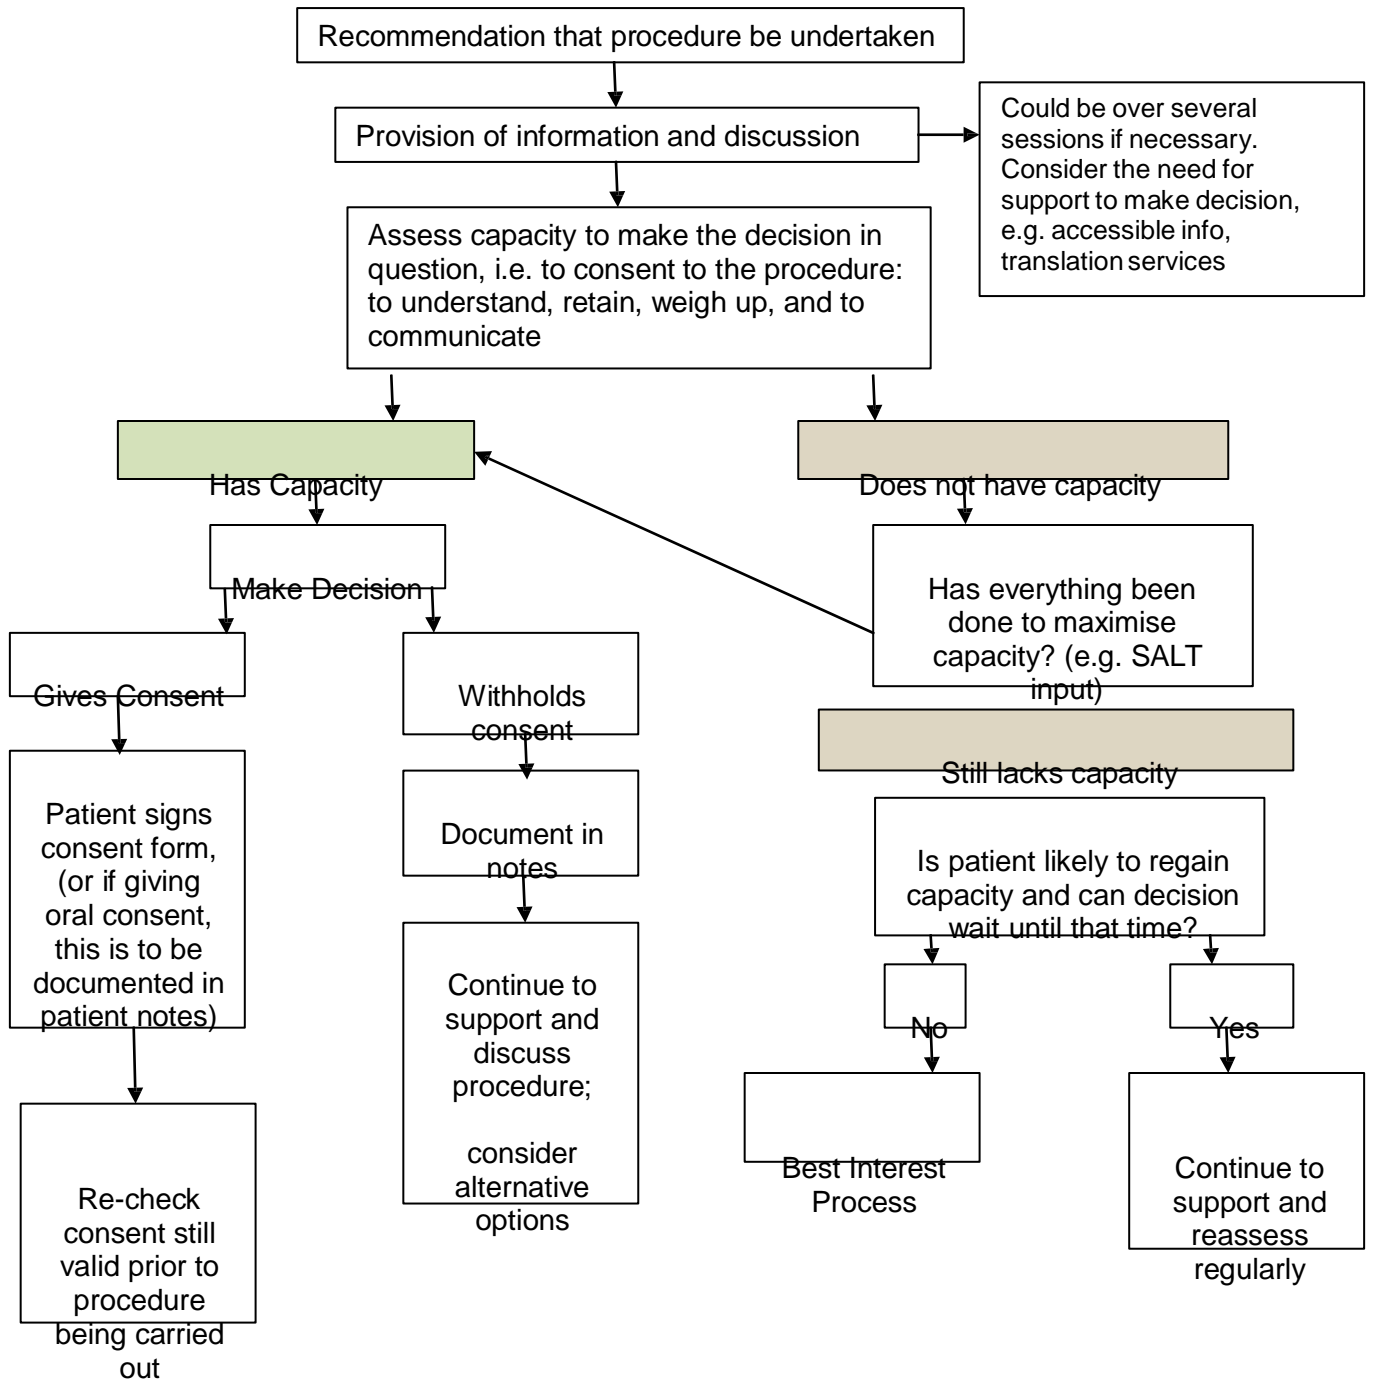 Recommendation that procedure be undertaken
Provision of information and discussion
Could be over several
sessions if necessary.
Consider the need for
support to make decision,
e.g. accessible info,
translation services
Assess capacity to make the decision in
question, i.e. to consent to the procedure:
to understand, retain, weigh up, and to
communicate
Has Capacity
Does not have capacity
Make Decision
Has everything been
done to maximise
capacity? (e.g. SALT
input)
Gives Consent
Withholds
consent
Still lacks capacity
Patient signs
consent form,
(or if giving
oral consent,
this is to be
documented in
patient notes)
Document in
notes
Is patient likely to regain
capacity and can decision
wait until that time?
Continue to
support and
discuss
procedure;
consider
alternative
options
No
Yes
Re-check
consent still
valid prior to
procedure
being carried
out
Best Interest
Process
Continue to
support and
reassess
regularly